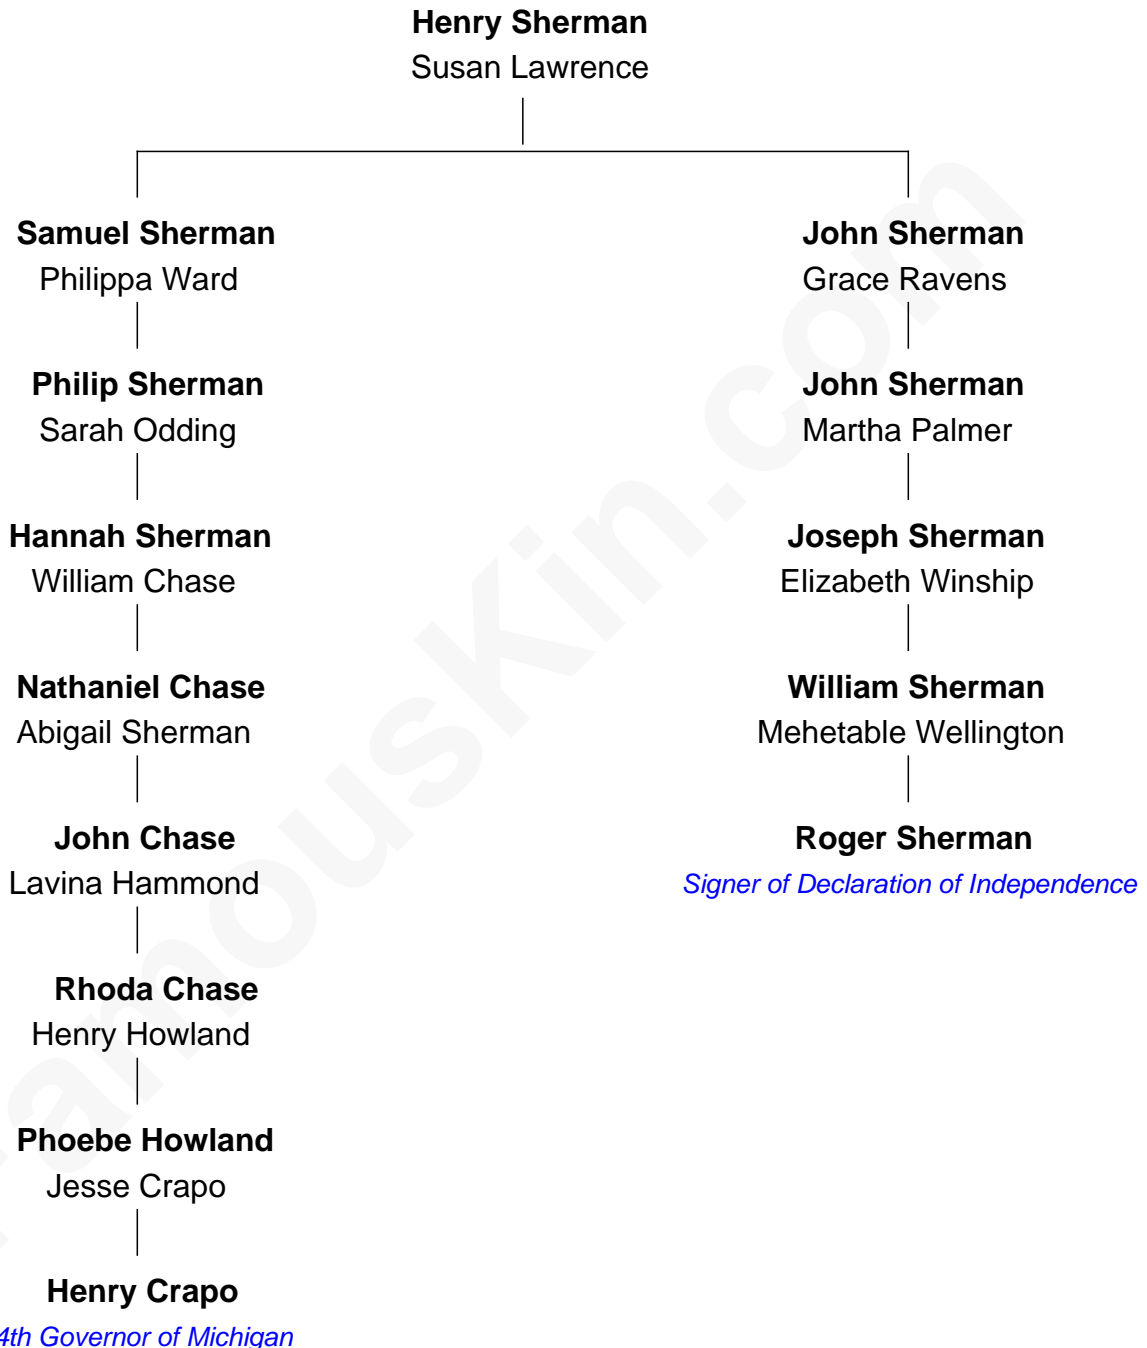 Henry Sherman
Susan Lawrence
Samuel Sherman
Philippa Ward
Philip Sherman
Sarah Odding
Hannah Sherman
William Chase
Nathaniel Chase
Abigail Sherman
John Chase
Lavina Hammond
Rhoda Chase
Henry Howland
Phoebe Howland
Jesse Crapo
Henry Crapo
4th Governor of Michigan
John Sherman
Grace Ravens
John Sherman
Martha Palmer
Joseph Sherman
Elizabeth Winship
William Sherman
Mehetable Wellington
Roger Sherman
Signer of Declaration of Independence
FamousKin.com